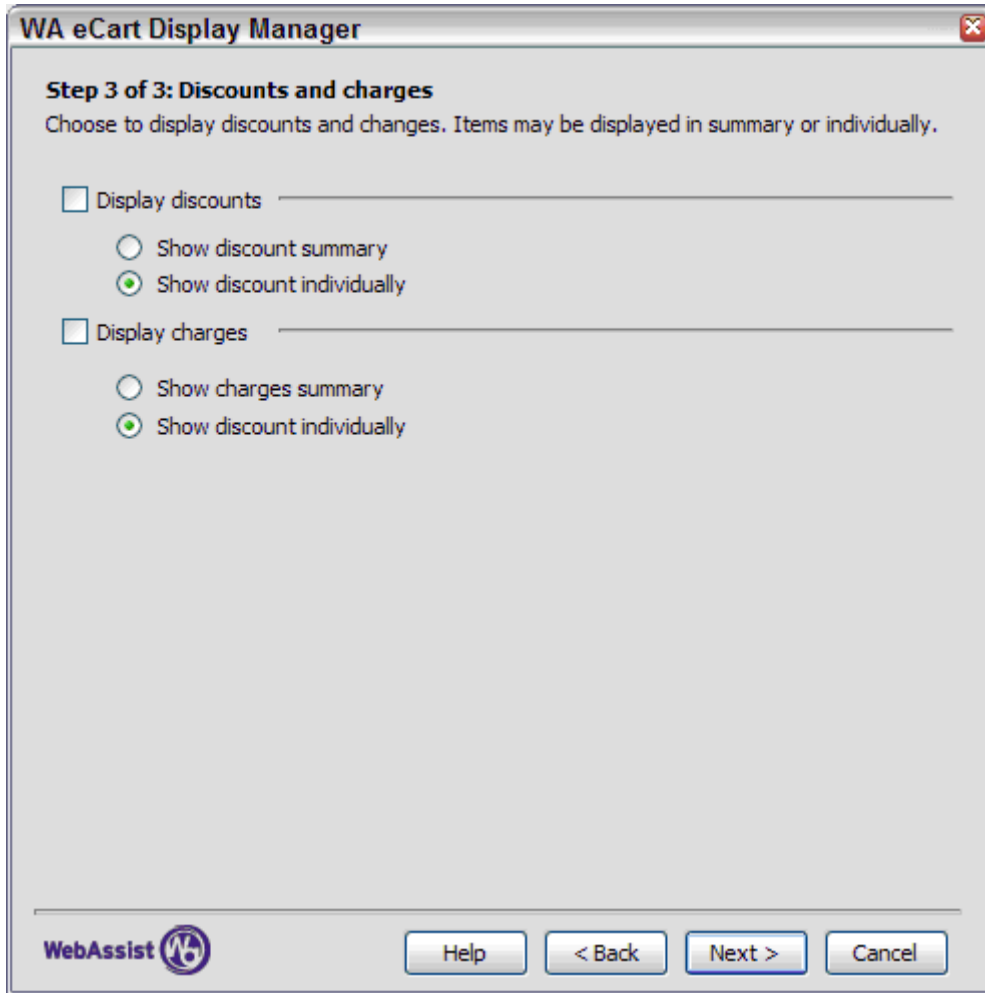 WA eCart Display Manager
Step 3 of 3: Discounts and charges
Choose to display discounts and changes. Items may be displayed in summary or individually.
Display discounts
Show discount summary
Show discount individually
Display charges
Show charges summary
Show discount individually
WebAssist
Help
< Back
Next >
Cancel